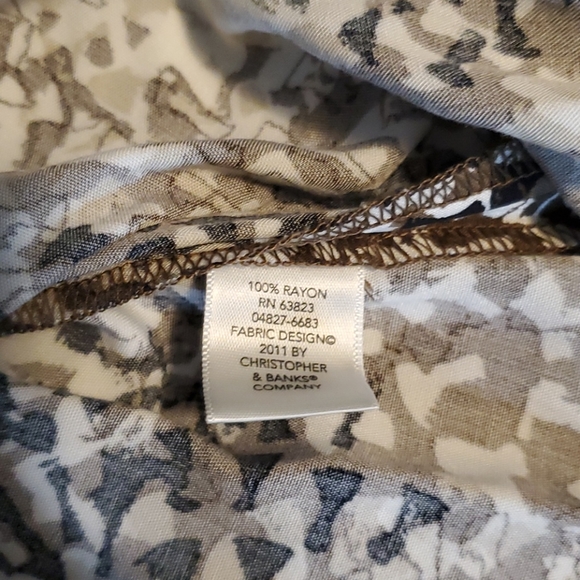 100% RAYON
RN 63823
04827-6683
FABRIC DESIGN©
2011 BY
CHRISTOPHER
& BANKS®
COMPANY